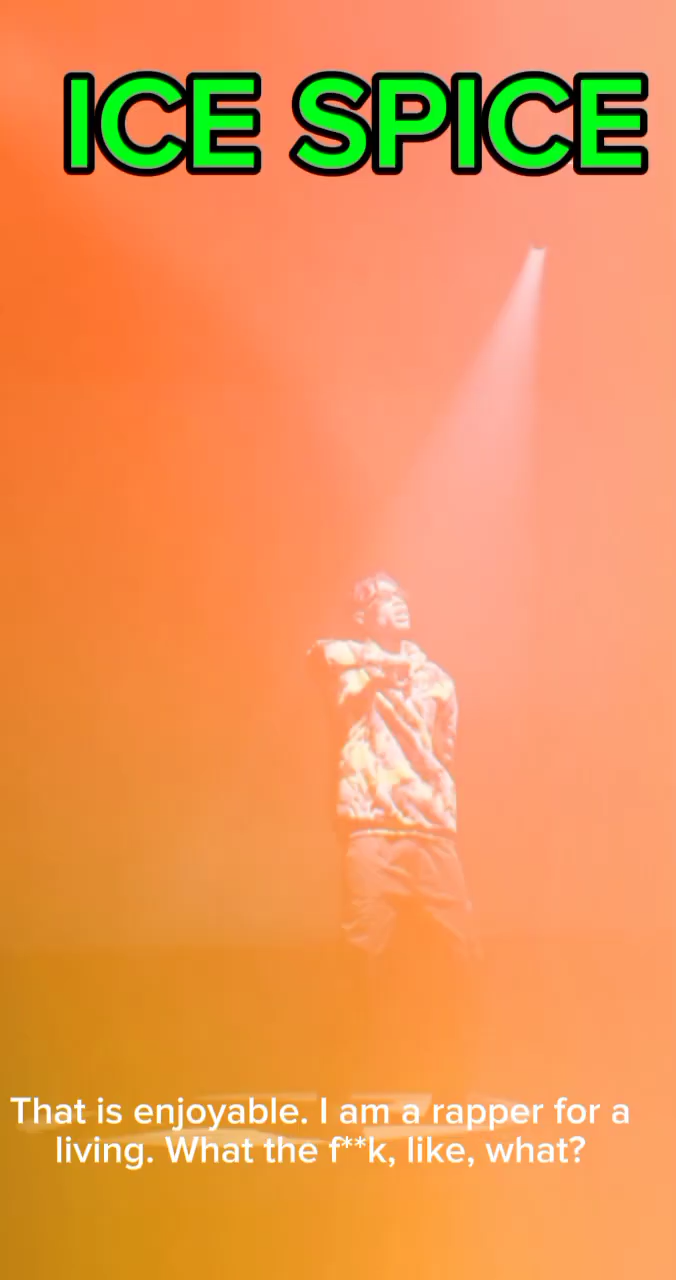 ICE SPICE
That is enjoyable. I am a rapper for a
living. What the f**k, like, what?